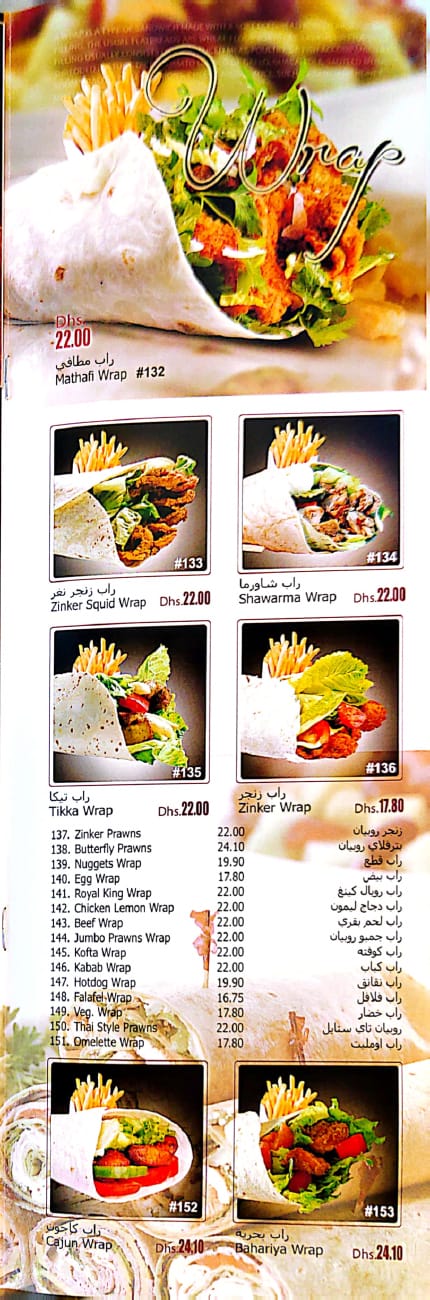 Wrap
Dhs.
22.00
راب مطافي
Mathafi Wrap #132
#133
راب زنجر نغر
Zinker Squid Wrap Dhs.22.00
#134
راب شاورما
Shawarma Wrap Dhs.22.00
#135
راب تيكا
Tikka Wrap Dhs.22.00
#136
راب زنجر
Zinker Wrap Dhs.17.80
137. Zinker Prawns 22.00 زنجر روبيان
138. Butterfly Prawns 24.10 بترفلاي روبيان
139. Nuggets Wrap 19.90 راب قطع
140. Egg Wrap 17.80 راب بيض
141. Royal King Wrap 22.00 راب رويال كينغ
142. Chicken Lemon Wrap 22.00 راب دجاج ليمون
143. Beef Wrap 22.00 راب لحم بقري
144. Jumbo Prawns Wrap 22.00 راب جمبو روبيان
145. Kofta Wrap 22.00 راب كوفته
146. Kabab Wrap 22.00 راب كباب
147. Hotdog Wrap 19.90 راب نقانق
148. Falafel Wrap 16.75 راب فلافل
149. Veg. Wrap 17.80 راب خضار
150. Thai Style Prawns 22.00 روبيان تاي ستايل
151. Omelette Wrap 17.80 راب اومليت
#152
راب كاجون
Cajun Wrap Dhs.24.10
#153
راب بحرية
Bahariya Wrap Dhs.24.10